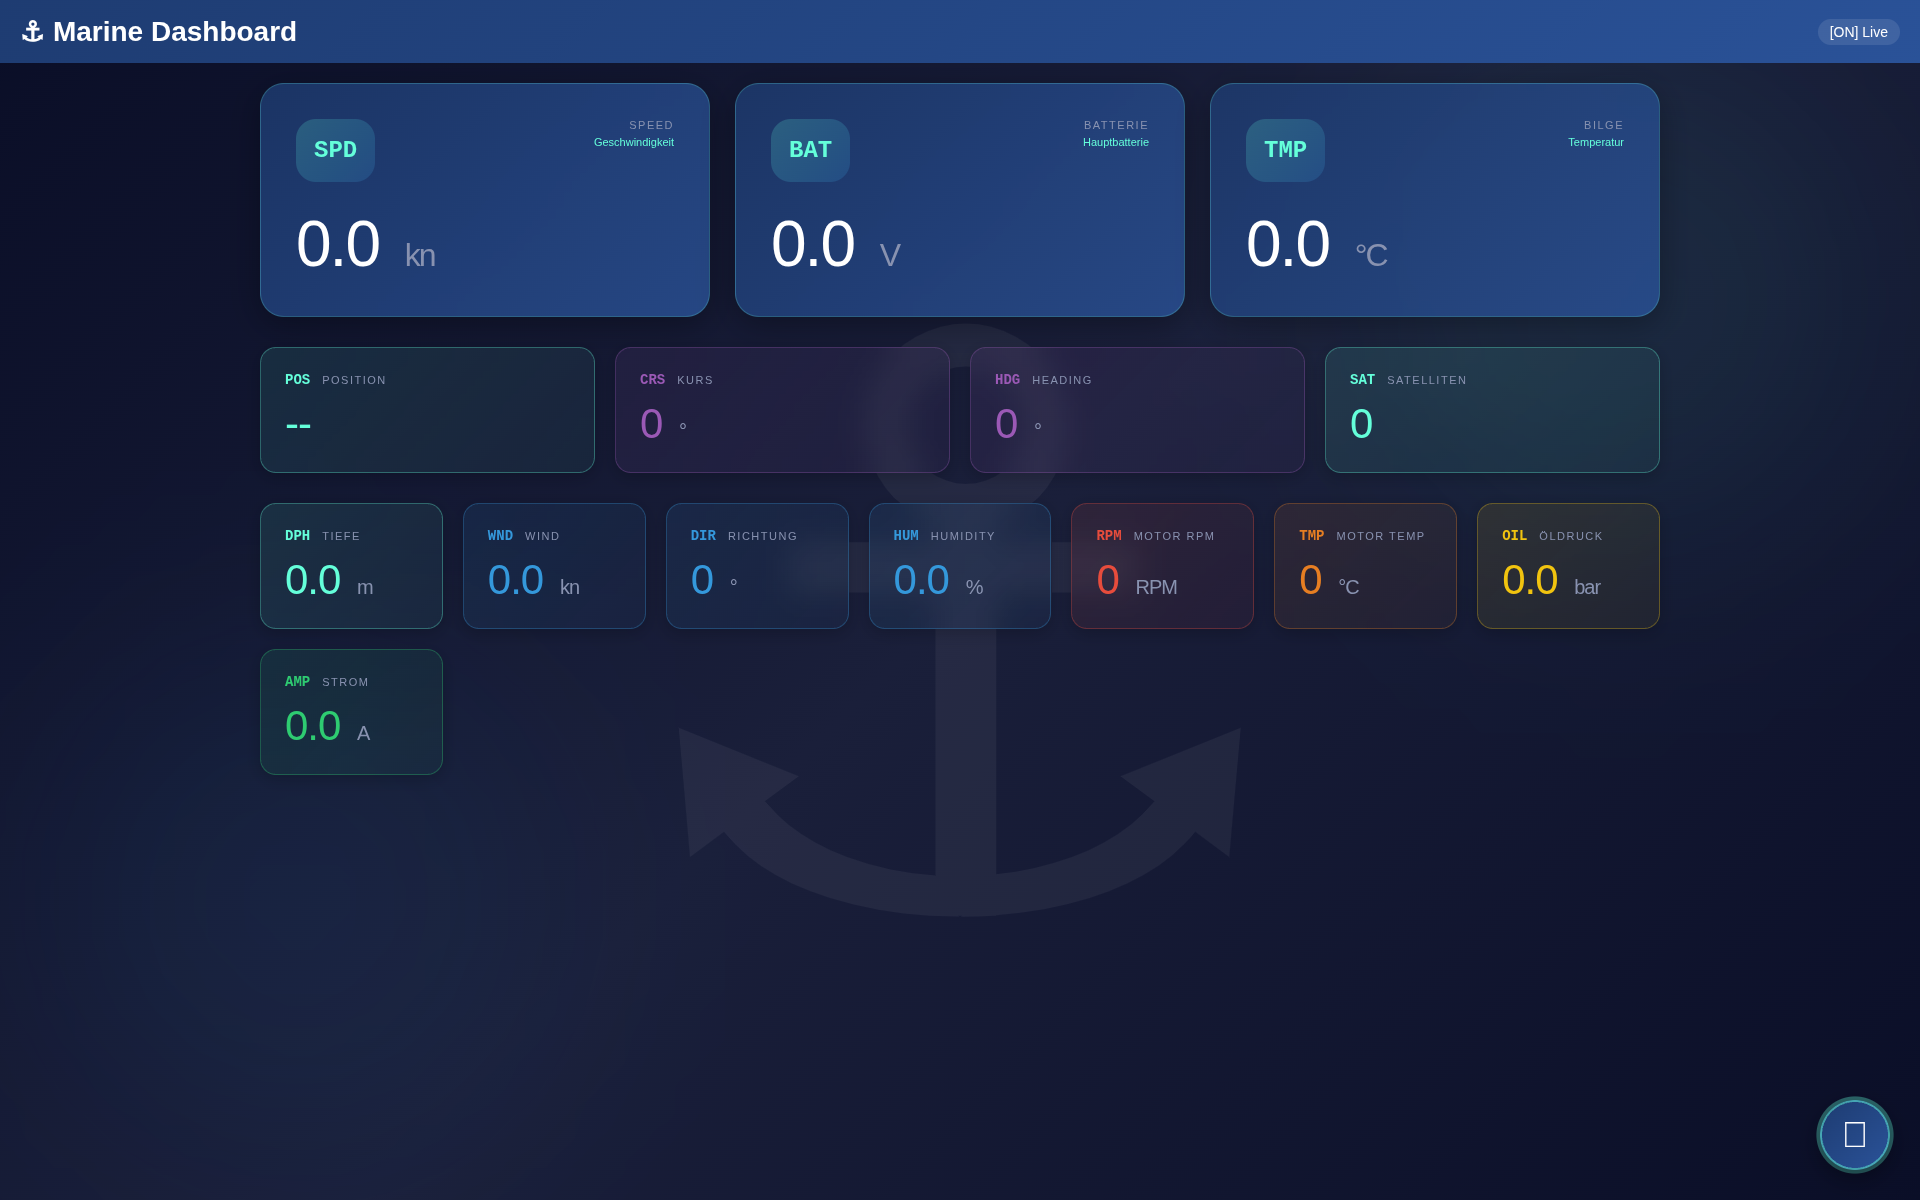 ⚓ Marine Dashboard
[ON] Live
SPD
SPEED
Geschwindigkeit
0.0 kn
BAT
BATTERIE
Hauptbatterie
0.0 V
TMP
BILGE
Temperatur
0.0 °C
POS POSITION
--
CRS KURS
0 °
HDG HEADING
0 °
SAT SATELLITEN
0
DPH TIEFE
0.0 m
WND WIND
0.0 kn
DIR RICHTUNG
0 °
HUM HUMIDITY
0.0 %
RPM MOTOR RPM
0 RPM
TMP MOTOR TEMP
0 °C
OIL ÖLDRUCK
0.0 bar
AMP STROM
0.0 A